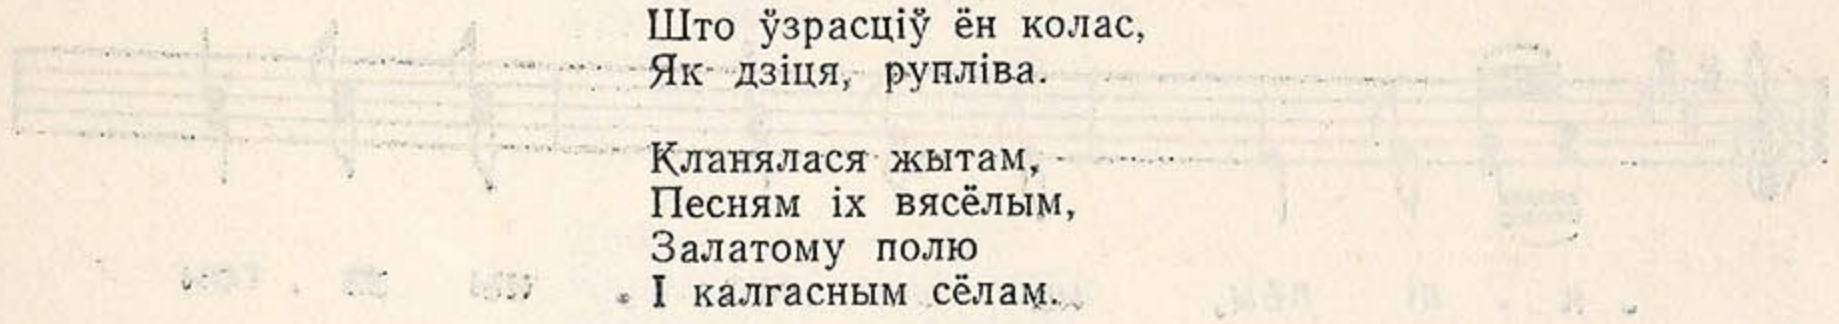 Што ўзрасціў ён колас,
Як дзіця, рупліва.
Кланялася жытам,
Песням іх вясёлым,
Залатому полю
І калгасным сёлам.